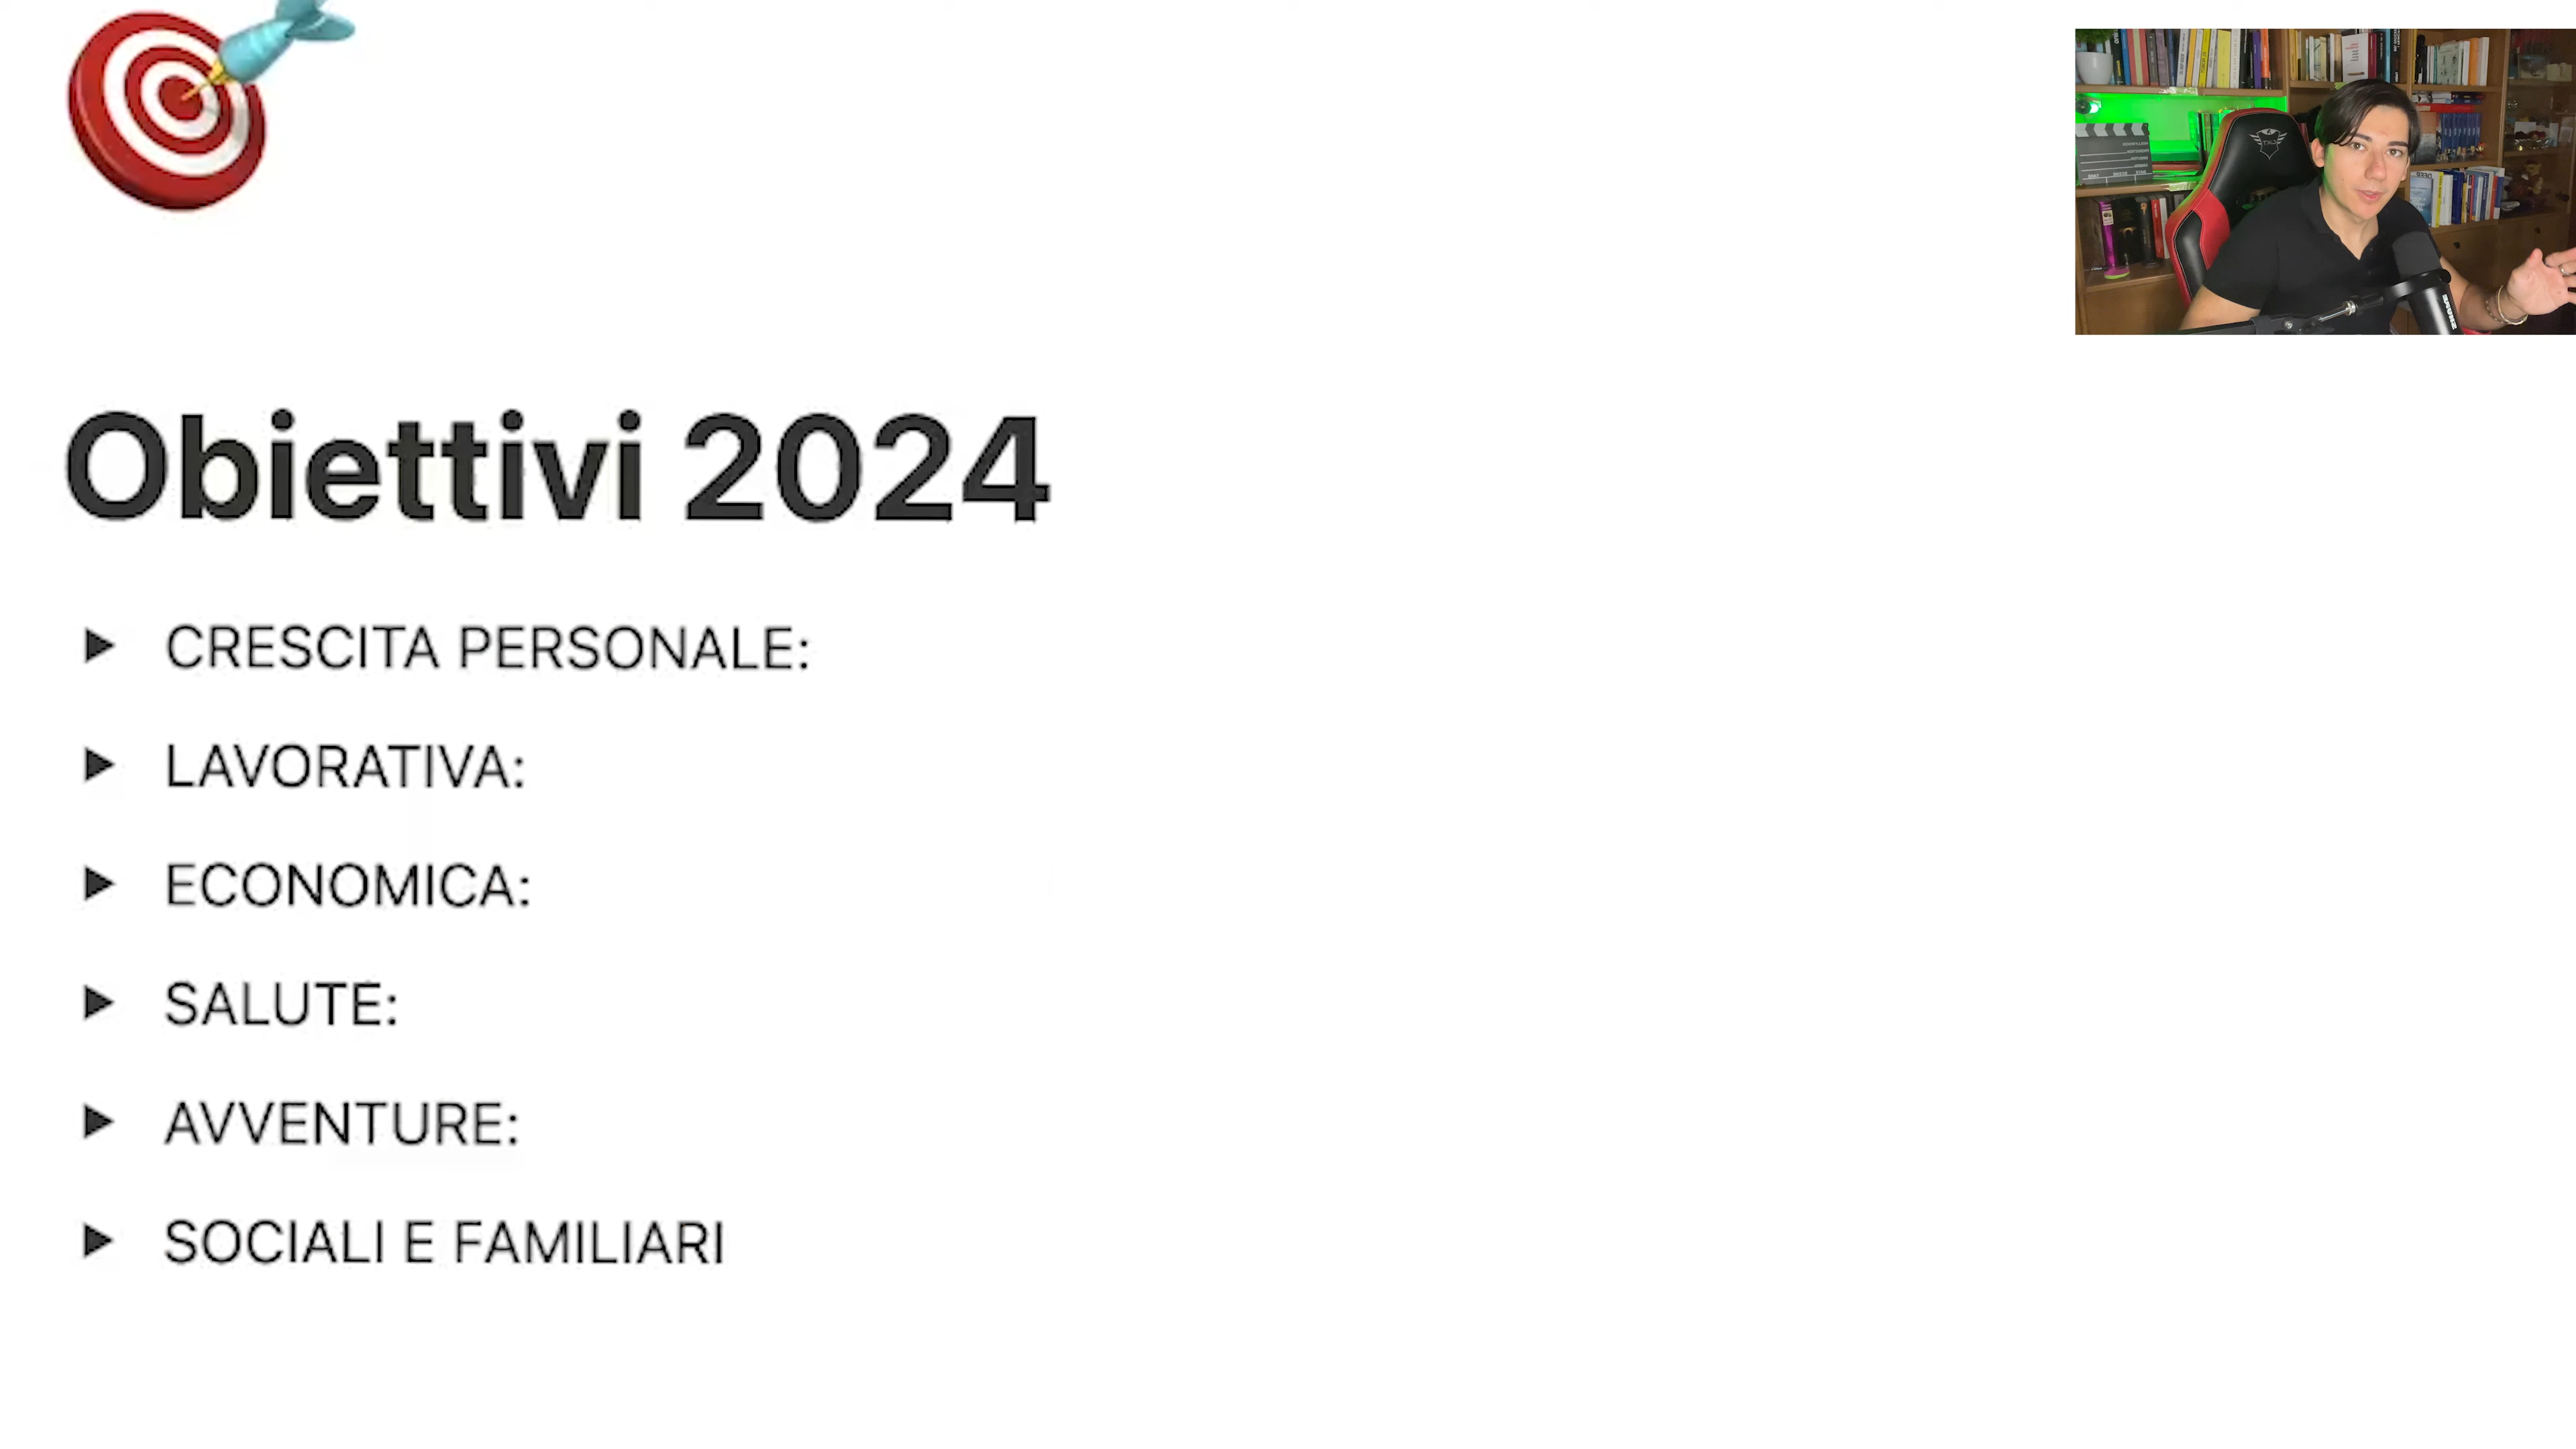 Obiettivi 2024
CRESCITA PERSONALE:
LAVORATIVA:
ECONOMICA:
SALUTE:
AVVENTURE:
SOCIALI E FAMILIARI